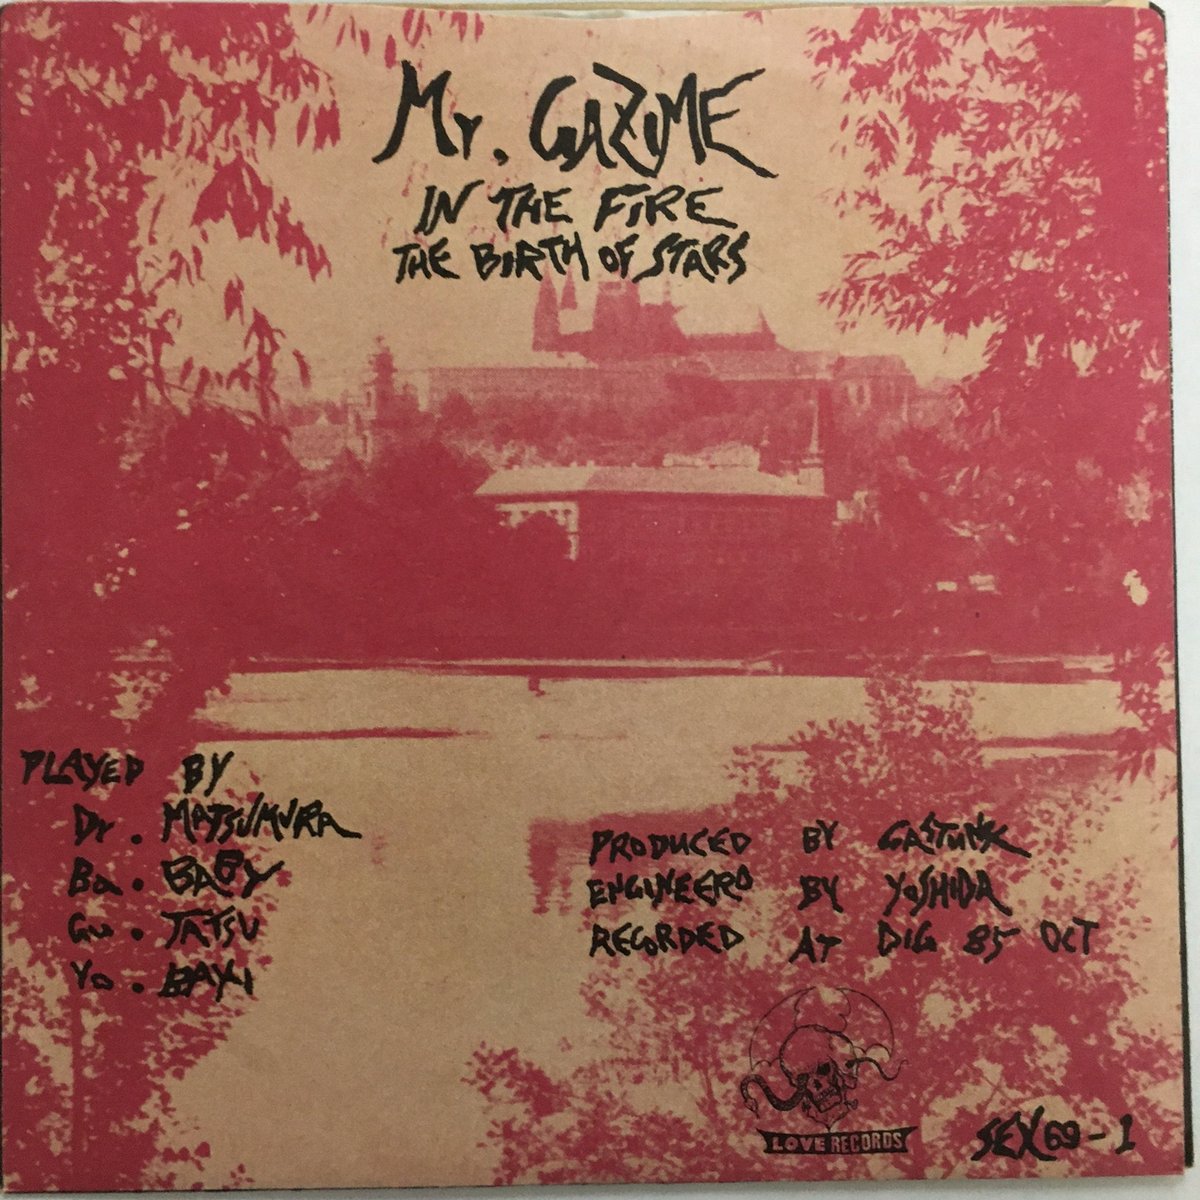 Mr. GAZIME
IN THE FIRE
THE BIRTH OF STARS
PLAYED BY
Dr. MATSUMURA
Ba. BABY
Gu. TATSU
Vo. BAKI
PRODUCED BY GASTUNK
ENGINEERD BY YOSHIDA
RECORDED AT DIG 85 OCT
LOVE RECORDS
SEX69-1